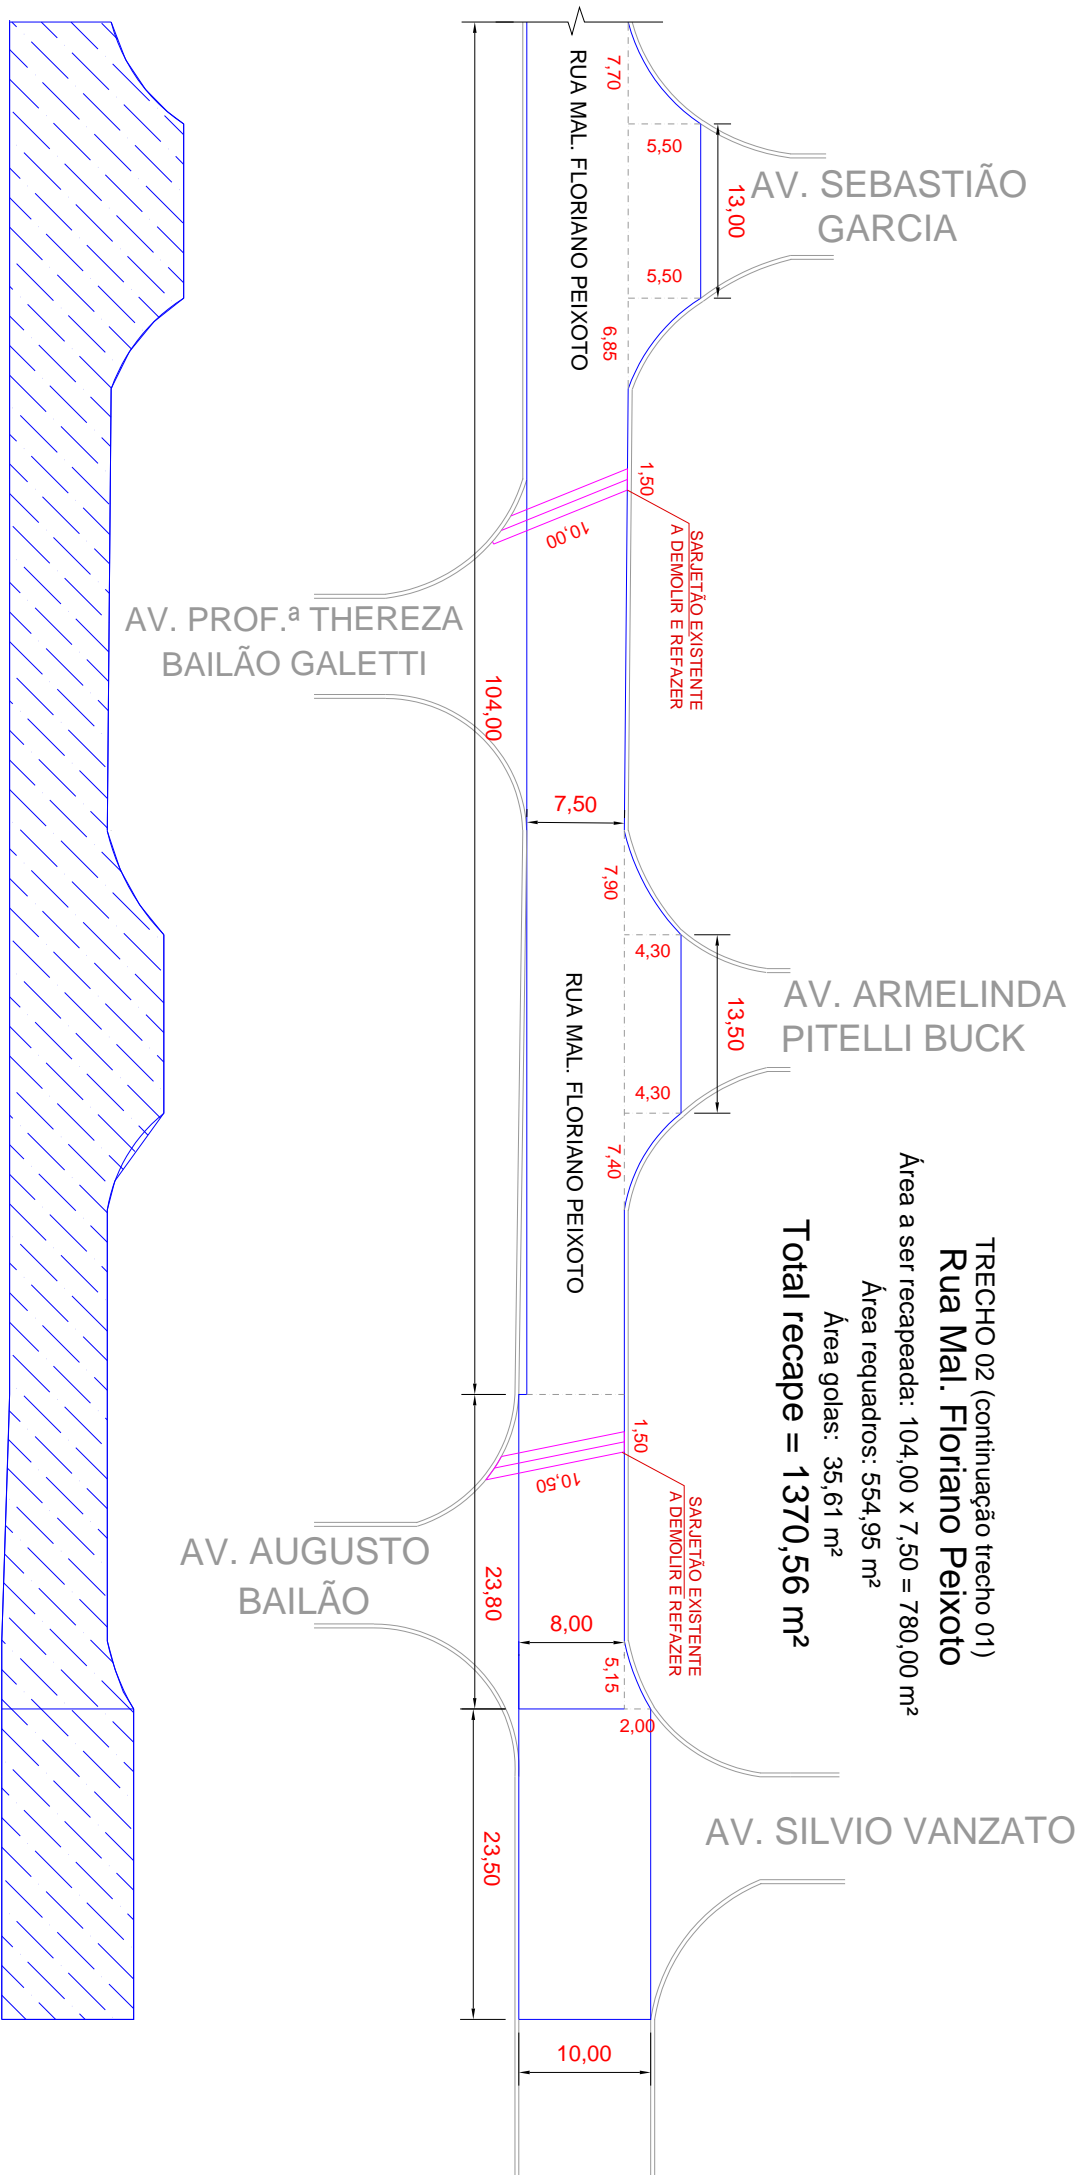 7,70
RUA MAL. FLORIANO PEIXOTO
5,50
13,00
AV. SEBASTIÃO
GARCIA
5,50
6,85
1,50
10,00
SARJETÃO EXISTENTE
A DEMOLIR E REFAZER
AV. PROF.ª THEREZA
BAILÃO GALETTI
104,00
7,50
7,90
4,30
13,50
AV. ARMELINDA
PITELLI BUCK
RUA MAL. FLORIANO PEIXOTO
4,30
7,40
TRECHO 02 (continuação trecho 01)
Rua Mal. Floriano Peixoto
Área a ser recapeada: 104,00 x 7,50 = 780,00 m²
Área requadros: 554,95 m²
Área golas: 35,61 m²
Total recape = 1370,56 m²
1,50
10,50
SARJETÃO EXISTENTE
A DEMOLIR E REFAZER
AV. AUGUSTO
BAILÃO
23,80
8,00
5,15
2,00
AV. SILVIO VANZATO
23,50
10,00